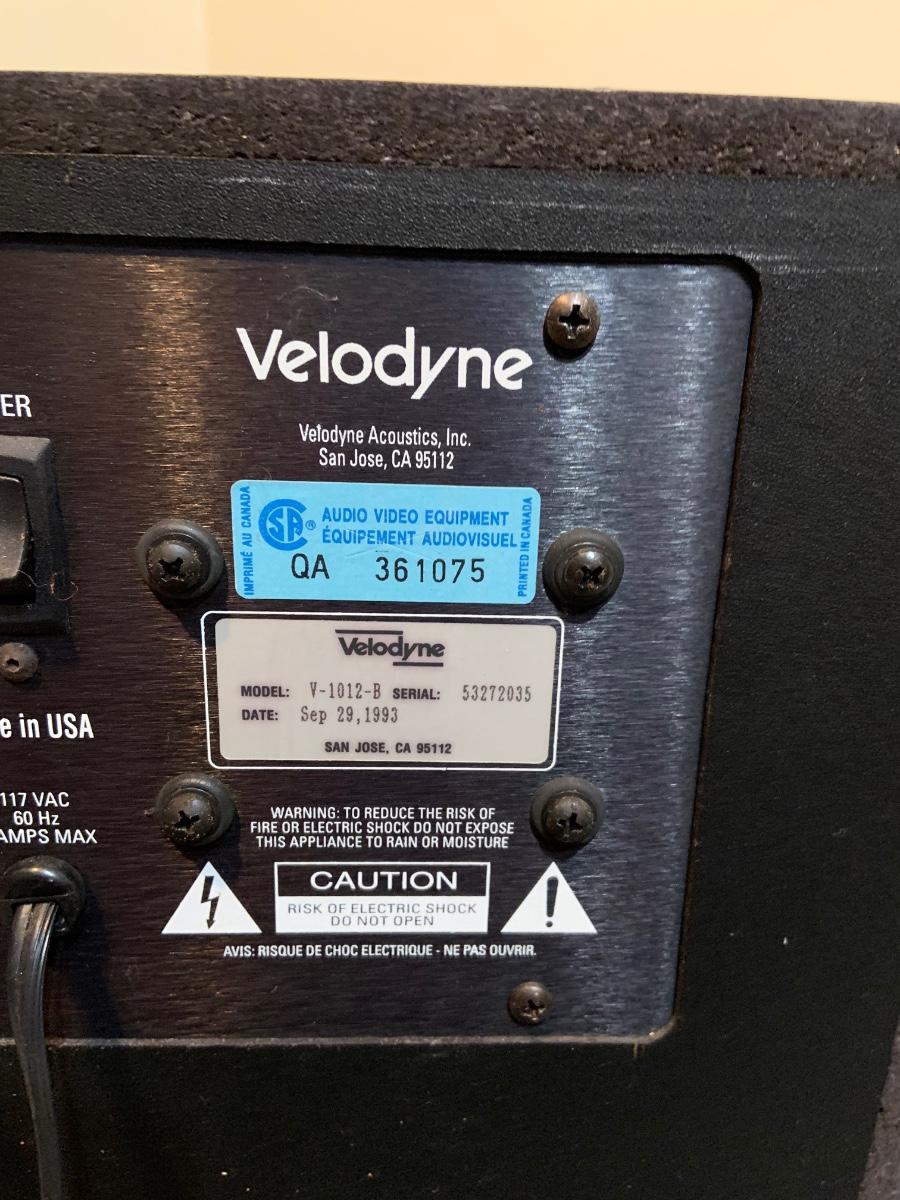 Velodyne
ER
Velodyne Acoustics, Inc.
San Jose, CA 95112
IMPRIMÉ AU CANADA
SA® AUDIO VIDEO EQUIPMENT
ÉQUIPEMENT AUDIOVISUEL
QA 361075
PRINTED IN CANADA
Velodyne
MODEL: V-1012-B SERIAL: 53272035
DATE: Sep 29,1993
SAN JOSE, CA 95112
e in USA
117 VAC
60 Hz
AMPS MAX
WARNING: TO REDUCE THE RISK OF
FIRE OR ELECTRIC SHOCK DO NOT EXPOSE
THIS APPLIANCE TO RAIN OR MOISTURE
CAUTION
RISK OF ELECTRIC SHOCK
DO NOT OPEN
!
AVIS: RISQUE DE CHOC ELECTRIQUE - NE PAS OUVRIR.